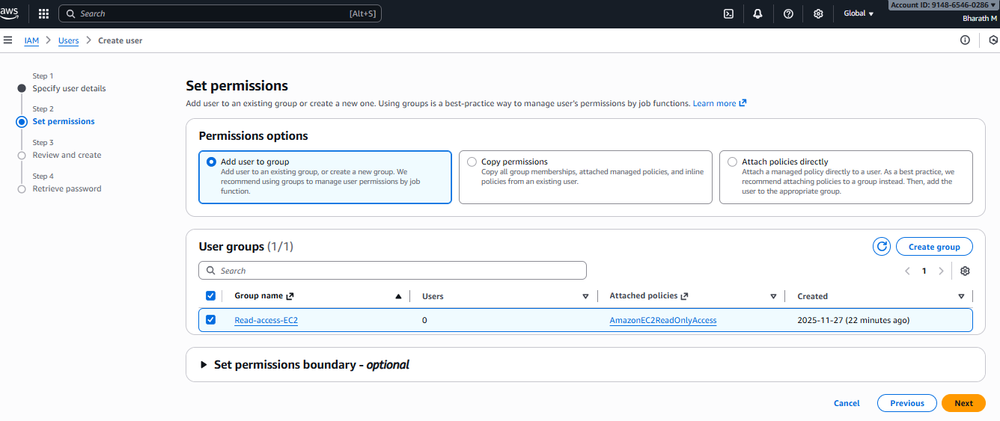 aws
Search [Alt+S]
Global
Account ID: 9148-6546-0286
Bharath M
IAM > Users > Create user
Step 1
Specify user details
Step 2
Set permissions
Step 3
Review and create
Step 4
Retrieve password
Set permissions
Add user to an existing group or create a new one. Using groups is a best-practice way to manage user's permissions by job functions. Learn more
Permissions options
Add user to group
Add user to an existing group, or create a new group. We
recommend using groups to manage user permissions by job
function.
Copy permissions
Copy all group memberships, attached managed policies, and inline
policies from an existing user.
Attach policies directly
Attach a managed policy directly to a user. As a best practice, we
recommend attaching policies to a group instead. Then, add the
user to the appropriate group.
User groups (1/1)
Create group
Search
1
Group name Users Attached policies Created
Read-access-EC2 0 AmazonEC2ReadOnlyAccess 2025-11-27 (22 minutes ago)
Set permissions boundary - optional
Cancel Previous Next